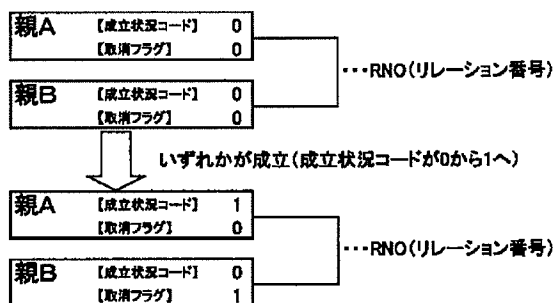 親A 【成立状況コード】 0
【取消フラグ】 0
親B 【成立状況コード】 0
【取消フラグ】 0
…RNO(リレーション番号)
いずれかが成立(成立状況コードが0から1へ)
親A 【成立状況コード】 1
【取消フラグ】 0
親B 【成立状況コード】 0
【取消フラグ】 1
…RNO(リレーション番号)